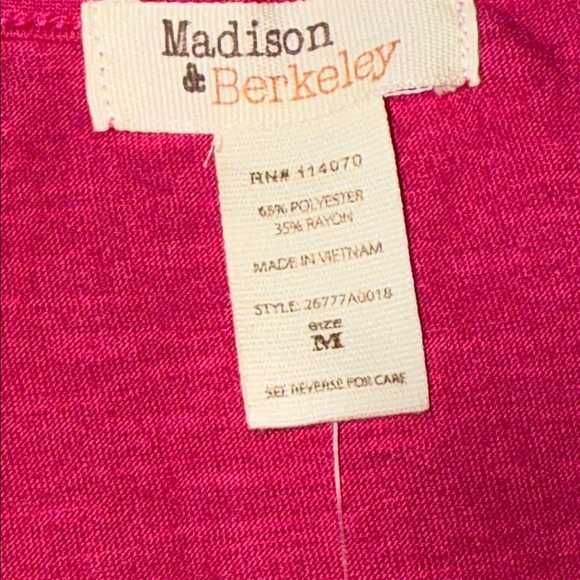 Madison
& Berkeley
RN# 114070
65% POLYESTER
35% RAYON
MADE IN VIETNAM
STYLE: 26777A0018
SIZE
M
SEE REVERSE FOR CARE